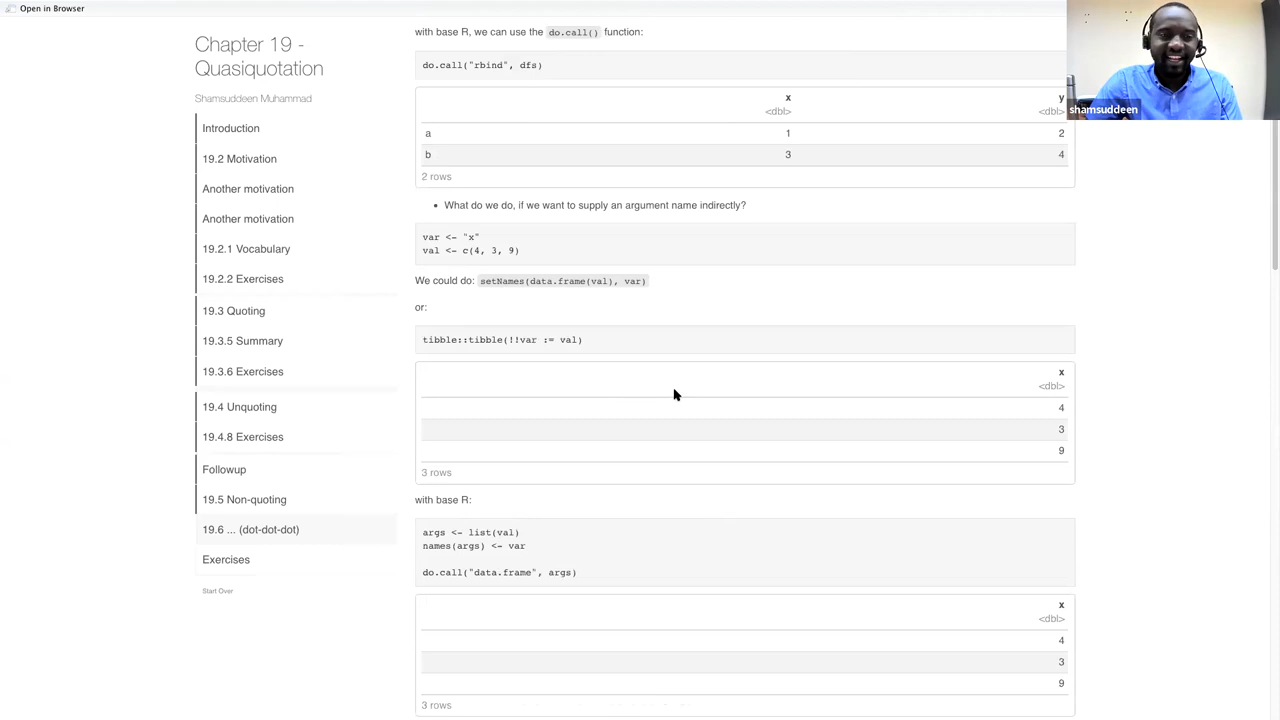 Open in Browser
Chapter 19 -
Quasiquotation
Shamsuddeen Muhammad
Introduction
19.2 Motivation
Another motivation
Another motivation
19.2.1 Vocabulary
19.2.2 Exercises
19.3 Quoting
19.3.5 Summary
19.3.6 Exercises
19.4 Unquoting
19.4.8 Exercises
Followup
19.5 Non-quoting
19.6 ... (dot-dot-dot)
Exercises
Start Over
with base R, we can use the do.call() function:
do.call("rbind", dfs)
x y
<dbl> <dbl>
a 1 2
b 3 4
2 rows
• What do we do, if we want to supply an argument name indirectly?
var <- "x"
val <- c(4, 3, 9)
We could do: setNames(data.frame(val), var)
or:
tibble::tibble(!!var := val)
x
<dbl>
4
3
9
3 rows
with base R:
args <- list(val)
names(args) <- var
do.call("data.frame", args)
x
<dbl>
4
3
9
3 rows
shamsuddeen